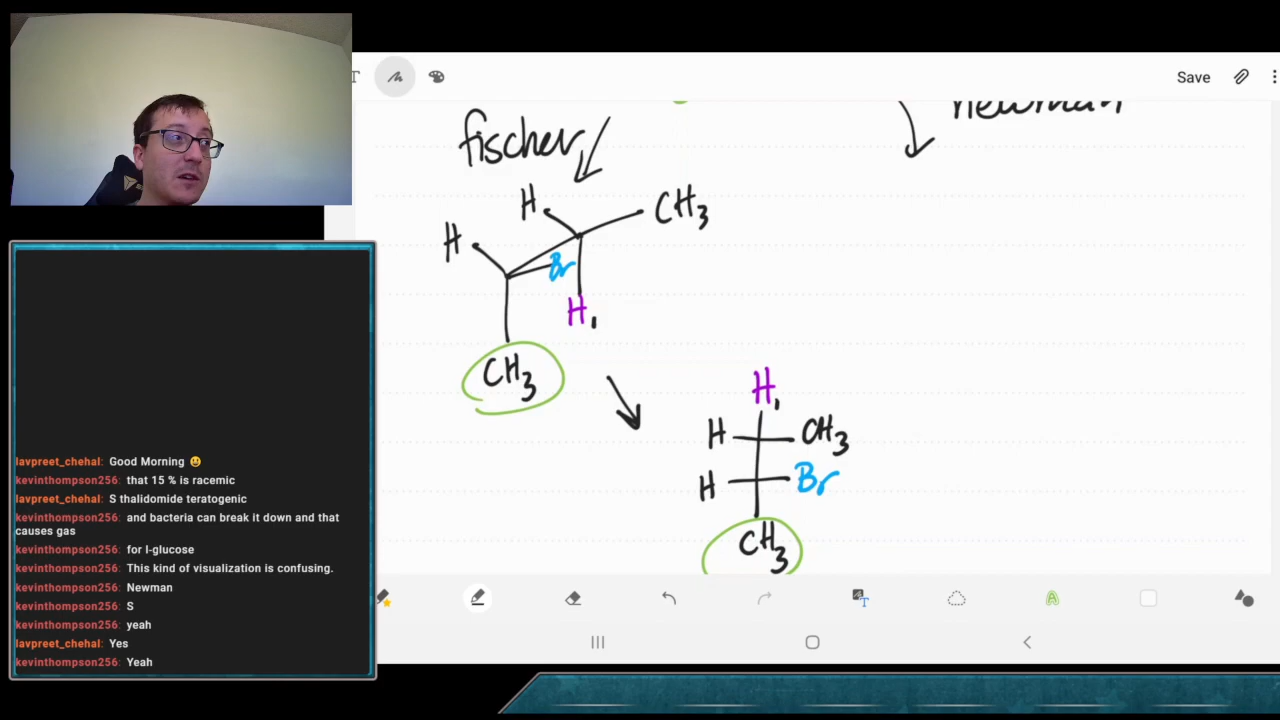 T
Save
newman
fischer
H
CH3
H
Br
H1
CH3
H1
H
CH3
H
Br
CH3
lavpreet_chehal: Good Morning 😃
kevinthompson256: that 15 % is racemic
lavpreet_chehal: S thalidomide teratogenic
kevinthompson256: and bacteria can break it down and that
causes gas
kevinthompson256: for l-glucose
kevinthompson256: This kind of visualization is confusing.
kevinthompson256: Newman
kevinthompson256: S
kevinthompson256: yeah
lavpreet_chehal: Yes
kevinthompson256: Yeah
T
A